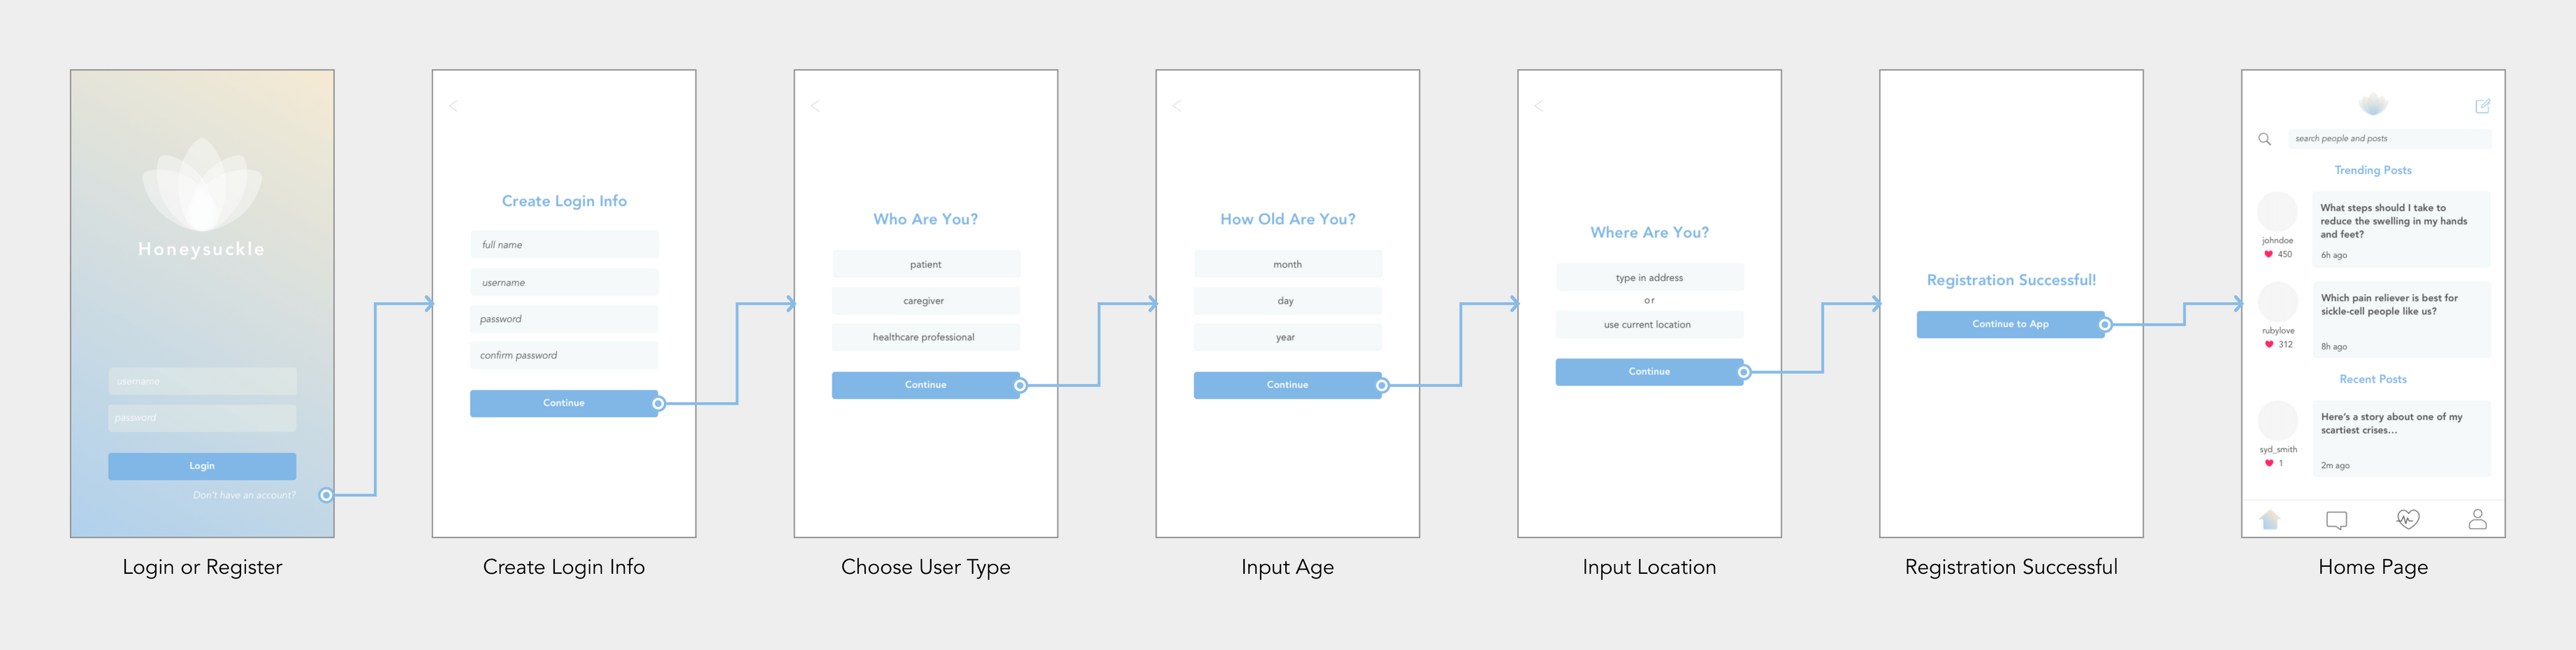 Honeysuckle
username
password
Login
Don't have an account?
Login or Register
<
Create Login Info
full name
username
password
confirm password
Continue
Create Login Info
<
Who Are You?
patient
caregiver
healthcare professional
Continue
Choose User Type
<
How Old Are You?
month
day
year
Continue
Input Age
<
Where Are You?
type in address
or
use current location
Continue
Input Location
Registration Successful!
Continue to App
Registration Successful
search people and posts
Trending Posts
What steps should I take to
reduce the swelling in my hands
and feet?
6h ago
johndoe
450
Which pain reliever is best for
sickle-cell people like us?
8h ago
rubylove
312
Recent Posts
Here's a story about one of my
scartiest crises...
2m ago
syd_smith
1
Home Page